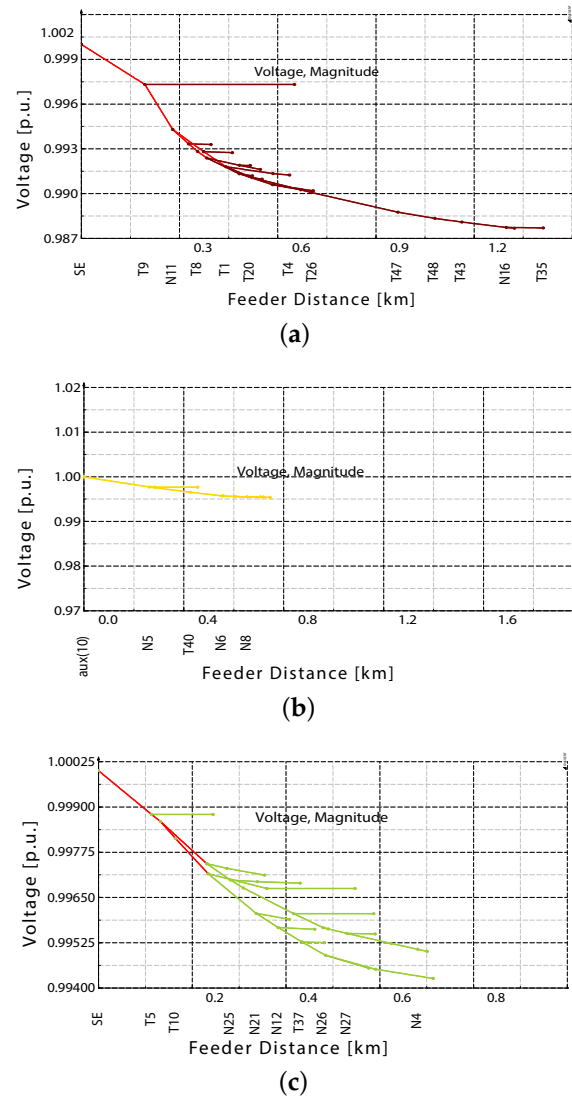 1.002
0.999
Voltage, Magnitude
0.996
0.993
0.990
0.987
Voltage [p.u.]
0.3 0.6 0.9 1.2
SE T9 N11 T8 T1 T20 T4 T26 T47 T48 T43 N16 T35
Feeder Distance [km]
(a)
1.02
1.01
Voltage, Magnitude
1.00
0.99
0.98
0.97
Voltage [p.u.]
0.0 0.4 0.8 1.2 1.6
aux(10) N5 T40 N6 N8
Feeder Distance [km]
(b)
1.00025
0.99900
Voltage, Magnitude
0.99775
0.99650
0.99525
0.99400
Voltage [p.u.]
0.2 0.4 0.6 0.8
SE T5 T10 N25 N21 N12 T37 N26 N27 N4
Feeder Distance [km]
(c)